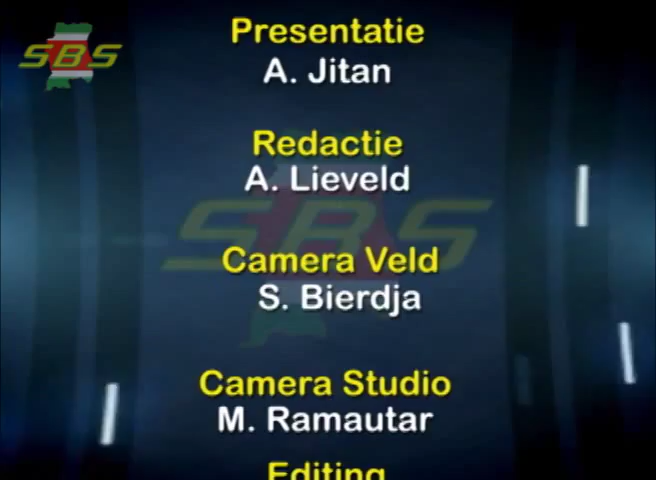 SBS
Presentatie
A. Jitan
Redactie
A. Lieveld
SBS
Camera Veld
S. Bierdja
Camera Studio
M. Ramautar
Editing